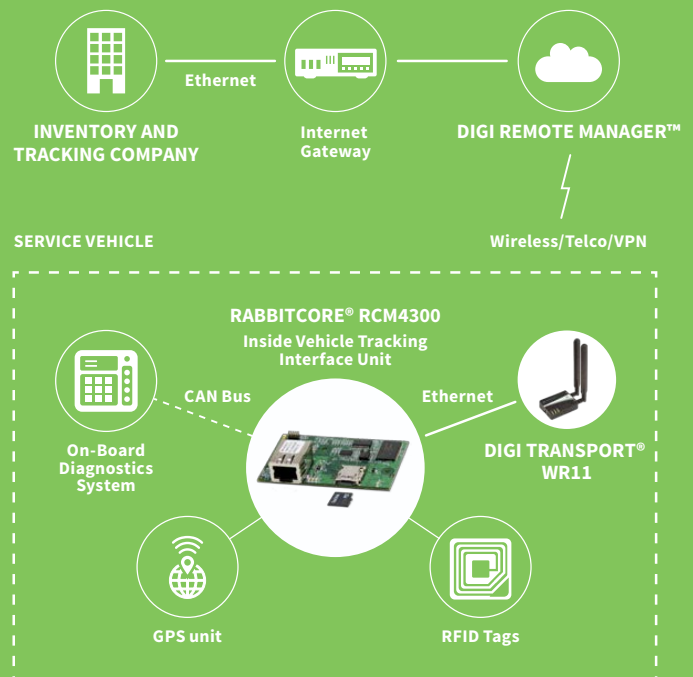 Ethernet
INVENTORY AND
TRACKING COMPANY
Internet
Gateway
DIGI REMOTE MANAGER™
SERVICE VEHICLE
Wireless/Telco/VPN
RABBITCORE® RCM4300
Inside Vehicle Tracking
Interface Unit
CAN Bus
Ethernet
On-Board
Diagnostics
System
DIGI TRANSPORT®
WR11
GPS unit
RFID Tags